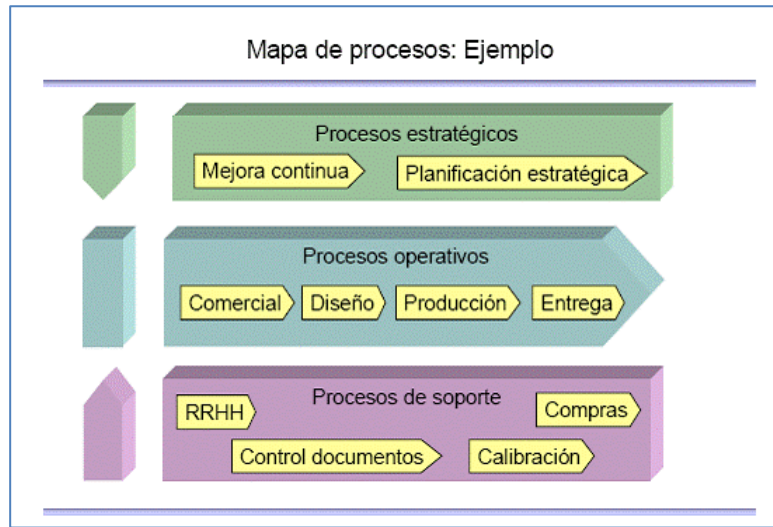 Mapa de procesos: Ejemplo
Procesos estratégicos
Mejora continua
Planificación estratégica
Procesos operativos
Comercial
Diseño
Producción
Entrega
Procesos de soporte
RRHH
Compras
Control documentos
Calibración